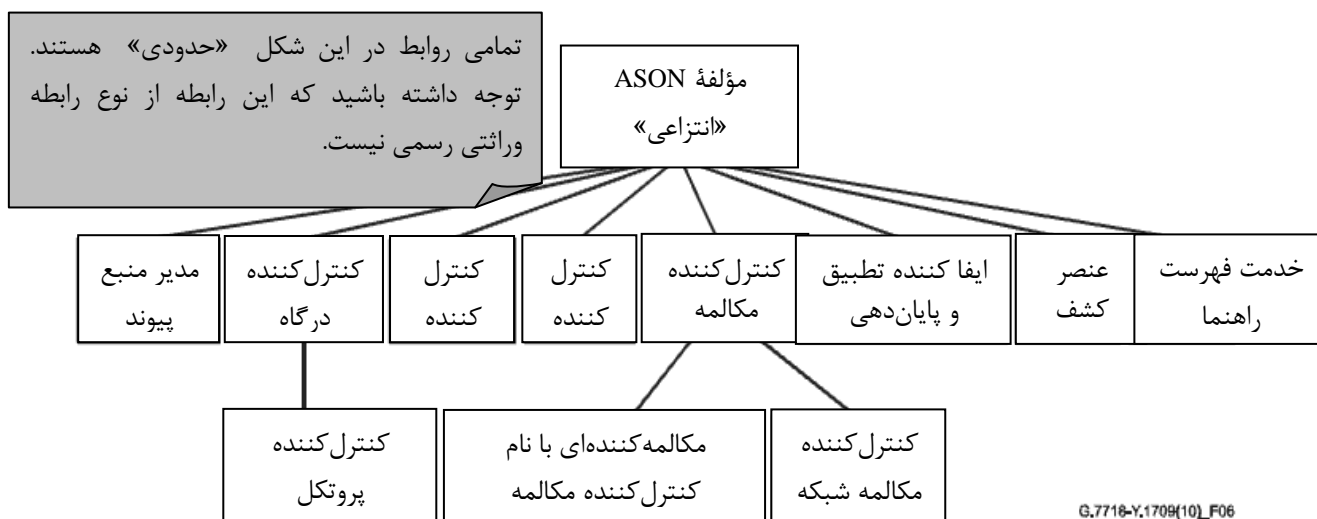 تمامی روابط در این شکل «حدودی» هستند.
توجه داشته باشید که این رابطه از نوع رابطه
وراثتی رسمی نیست.
مؤلفۀ ASON
«انتزاعی»
خدمت فهرست
راهنما
عنصر
کشف
ایفا کننده تطبیق
و پایان‌دهی
کنترل‌کننده
مکالمه
کنترل
کننده
کنترل
کننده
کنترل‌کننده
درگاه
مدیر منبع
پیوند
کنترل‌کننده
مکالمه شبکه
مکالمه‌کننده‌ای با نام
کنترل‌کننده مکالمه
کنترل‌کننده
پروتکل
G.7718-Y.1709(10)_F06